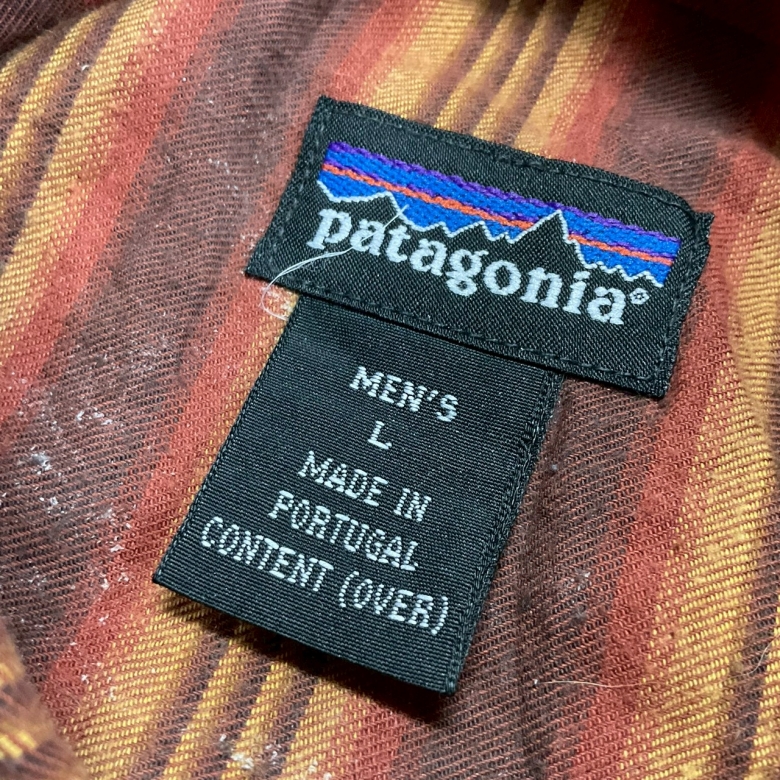 patagonia®
MEN'S
L
MADE IN
PORTUGAL
CONTENT (OVER)